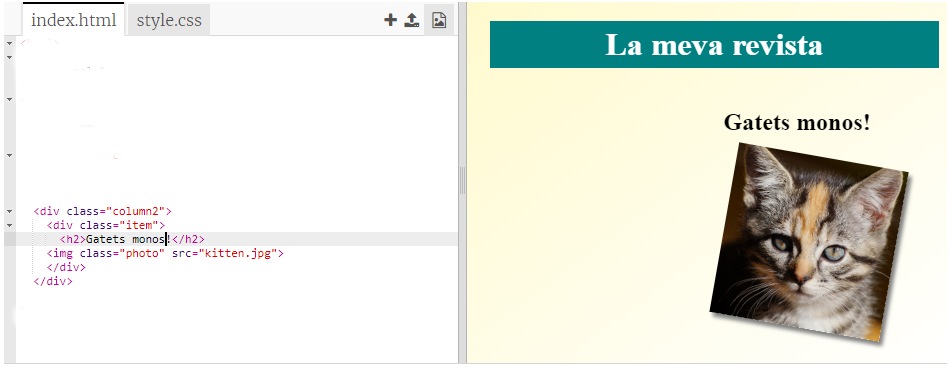 index.html style.css
<div class="column2">
<div class="item">
<h2>Gatets monos!</h2>
<img class="photo" src="kitten.jpg">
</div>
</div>
La meva revista
Gatets monos!